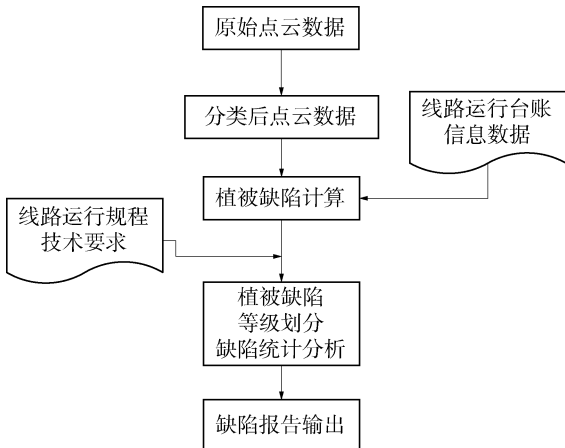 原始点云数据
分类后点云数据
线路运行台账
信息数据
植被缺陷计算
线路运行规程
技术要求
植被缺陷
等级划分
缺陷统计分析
缺陷报告输出